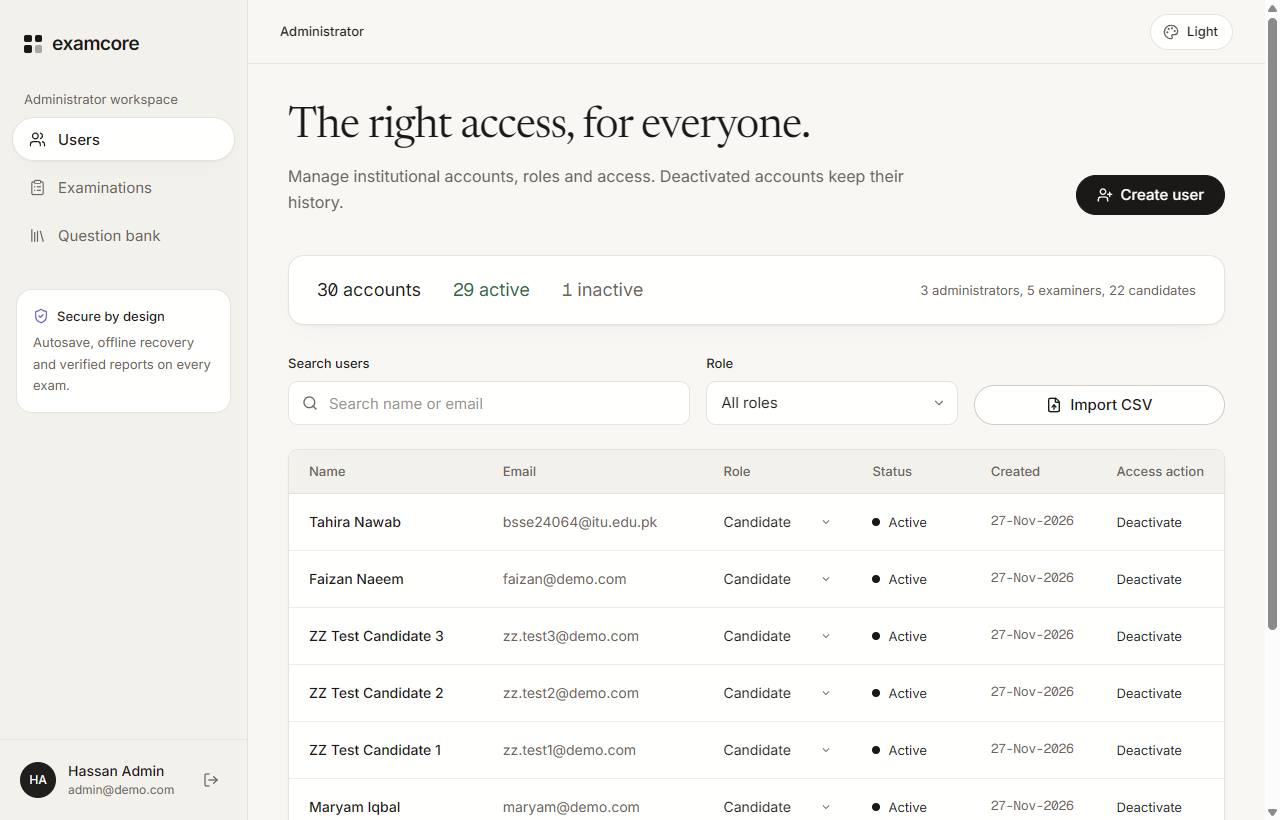 examcore
Administrator workspace
Users
Examinations
Question bank
Secure by design
Autosave, offline recovery
and verified reports on every
exam.
HA
Hassan Admin
admin@demo.com
Administrator
Light
The right access, for everyone.
Manage institutional accounts, roles and access. Deactivated accounts keep their
history.
Create user
30 accounts 29 active 1 inactive 3 administrators, 5 examiners, 22 candidates
Search users Role
Search name or email All roles Import CSV
Name Email Role Status Created Access action
Tahira Nawab bsse24064@itu.edu.pk Candidate Active 27-Nov-2026 Deactivate
Faizan Naeem faizan@demo.com Candidate Active 27-Nov-2026 Deactivate
ZZ Test Candidate 3 zz.test3@demo.com Candidate Active 27-Nov-2026 Deactivate
ZZ Test Candidate 2 zz.test2@demo.com Candidate Active 27-Nov-2026 Deactivate
ZZ Test Candidate 1 zz.test1@demo.com Candidate Active 27-Nov-2026 Deactivate
Maryam Iqbal maryam@demo.com Candidate Active 27-Nov-2026 Deactivate